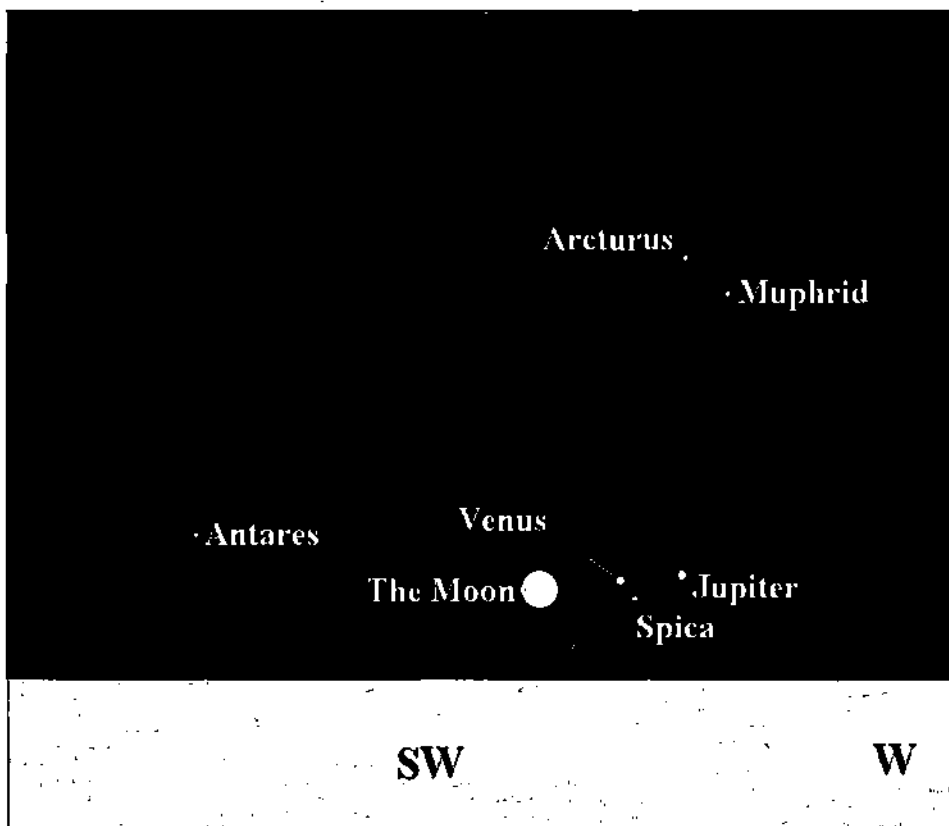 Arcturus
Muphrid
Antares
Venus
The Moon
Jupiter
Spica
SW
W